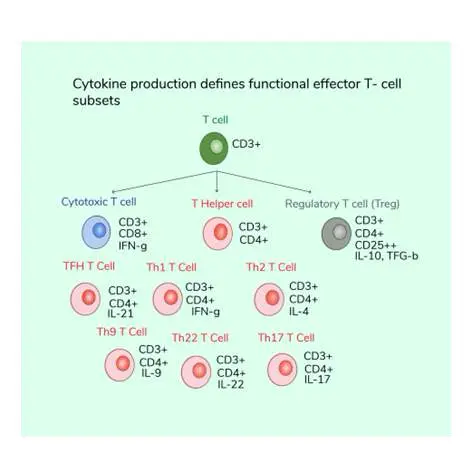 Cytokine production defines functional effector T- cell
subsets
T cell
CD3+
Cytotoxic T cell
CD3+
CD8+
IFN-g
T Helper cell
CD3+
CD4+
Regulatory T cell (Treg)
CD3+
CD4+
CD25++
IL-10, TFG-b
TFH T Cell
CD3+
CD4+
IL-21
Th1 T Cell
CD3+
CD4+
IFN-g
Th2 T Cell
CD3+
CD4+
IL-4
Th9 T Cell
CD3+
CD4+
IL-9
Th22 T Cell
CD3+
CD4+
IL-22
Th17 T Cell
CD3+
CD4+
IL-17